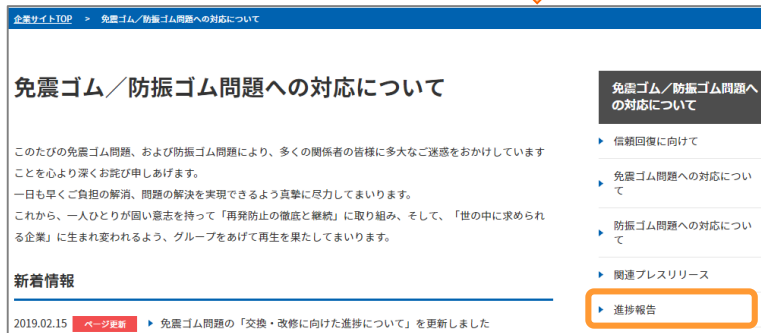 企業サイトTOP > 免震ゴム／防振ゴム問題への対応について
免震ゴム／防振ゴム問題への対応について
このたびの免震ゴム問題、および防振ゴム問題により、多くの関係者の皆様に多大なご迷惑をおかけしています
ことを心より深くお詫び申しあげます。
一日も早くご負担の解消、問題の解決を実現できるよう真摯に尽力してまいります。
これから、一人ひとりが固い意志を持って「再発防止の徹底と継続」に取り組み、そして、「世の中に求められ
る企業」に生まれ変われるよう、グループをあげて再生を果たしてまいります。
新着情報
2019.02.15 ページ更新 免震ゴム問題の「交換・改修に向けた進捗について」を更新しました
免震ゴム／防振ゴム問題へ
の対応について
信頼回復に向けて
免震ゴム問題への対応につい
て
防振ゴム問題への対応につい
て
関連プレスリリース
進捗報告